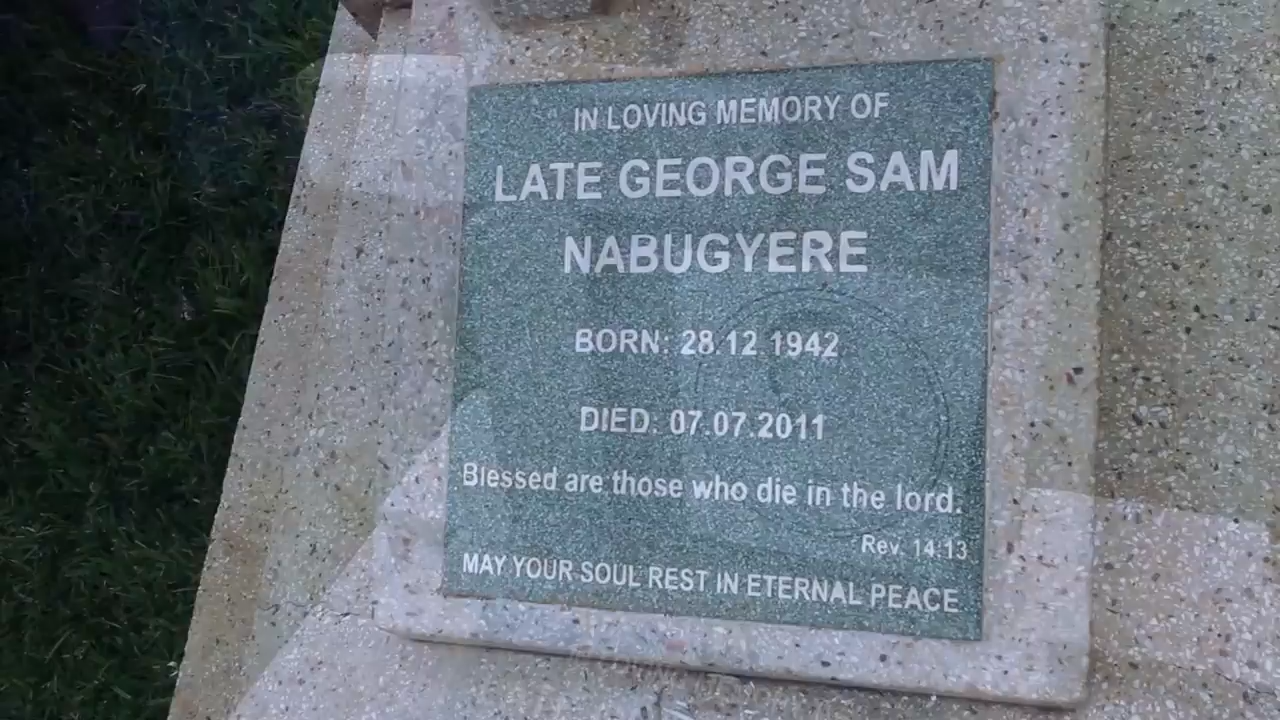 IN LOVING MEMORY OF
LATE GEORGE SAM
NABUGYERE
BORN: 28.12 1942
DIED: 07.07.2011
Blessed are those who die in the lord.
Rev. 14:13
MAY YOUR SOUL REST IN ETERNAL PEACE